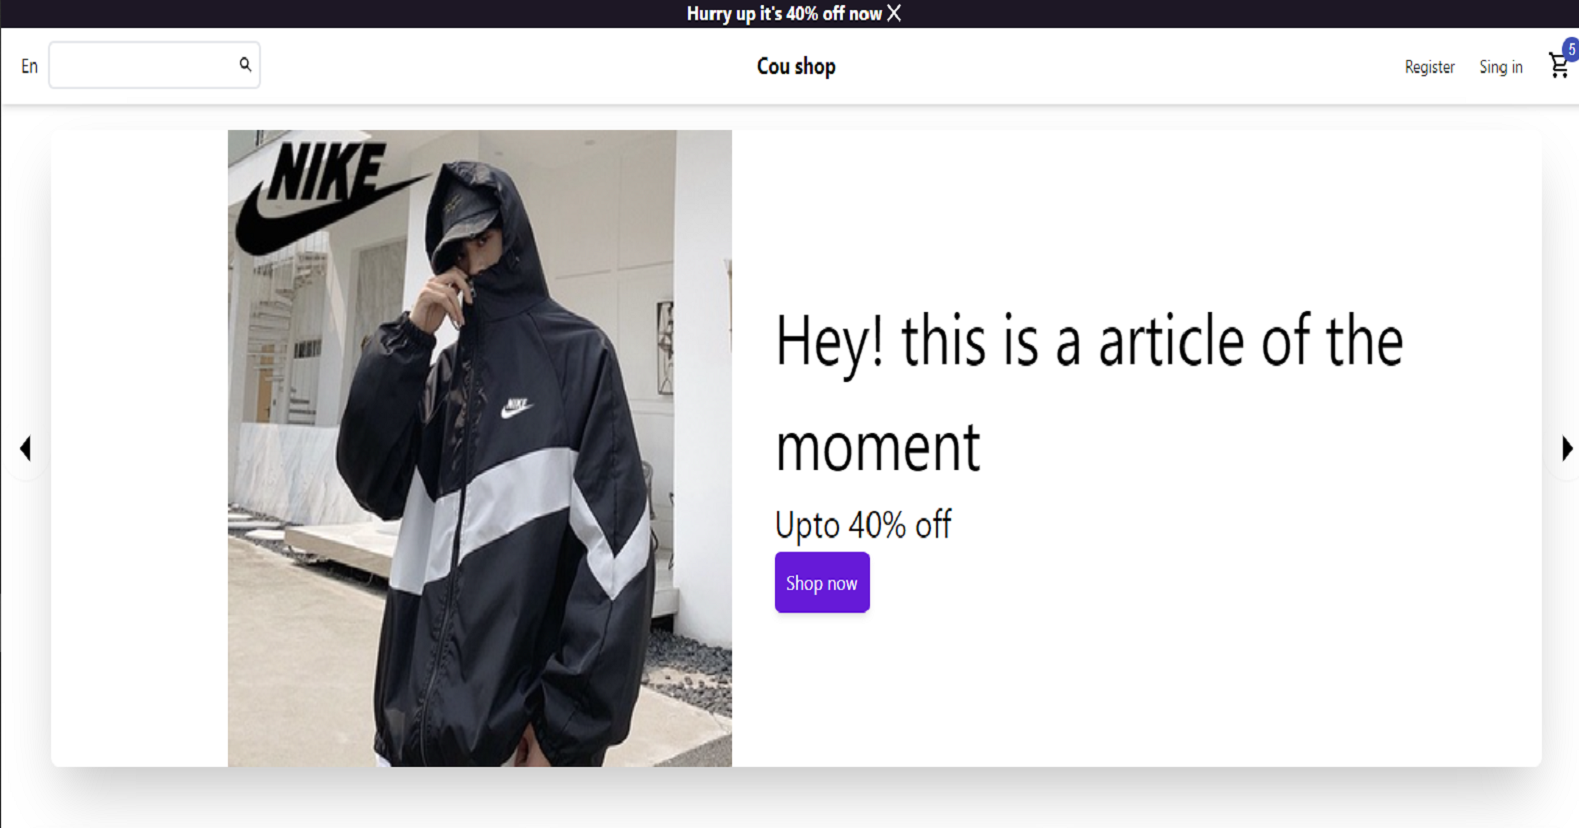 Hurry up it's 40% off now X
En
Cou shop
Register
Sing in
5
NIKE
NIKE
Hey! this is a article of the
moment
Upto 40% off
Shop now